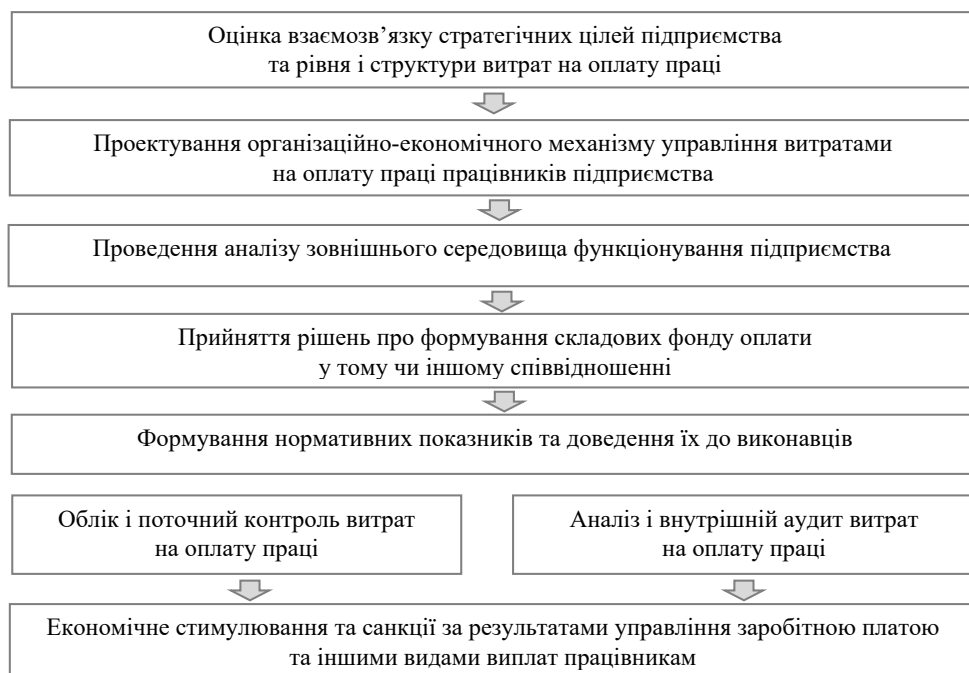 Оцінка взаємозв’язку стратегічних цілей підприємства
та рівня і структури витрат на оплату праці
Проектування організаційно-економічного механізму управління витратами
на оплату праці працівників підприємства
Проведення аналізу зовнішнього середовища функціонування підприємства
Прийняття рішень про формування складових фонду оплати
у тому чи іншому співвідношенні
Формування нормативних показників та доведення їх до виконавців
Облік і поточний контроль витрат
на оплату праці
Аналіз і внутрішній аудит витрат
на оплату праці
Економічне стимулювання та санкції за результатами управління заробітною платою
та іншими видами виплат працівникам